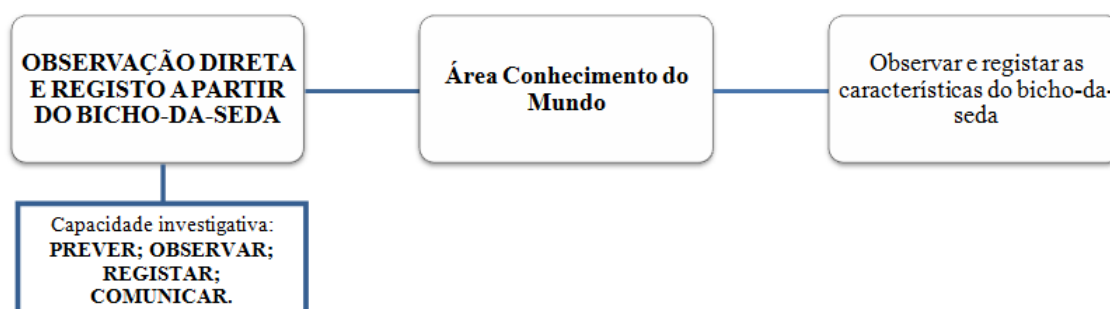 OBSERVAÇÃO DIRETA
E REGISTO A PARTIR
DO BICHO-DA-SEDA
Área Conhecimento do
Mundo
Observar e registar as
características do bicho-da-
seda
Capacidade investigativa:
PREVER; OBSERVAR;
REGISTAR;
COMUNICAR.